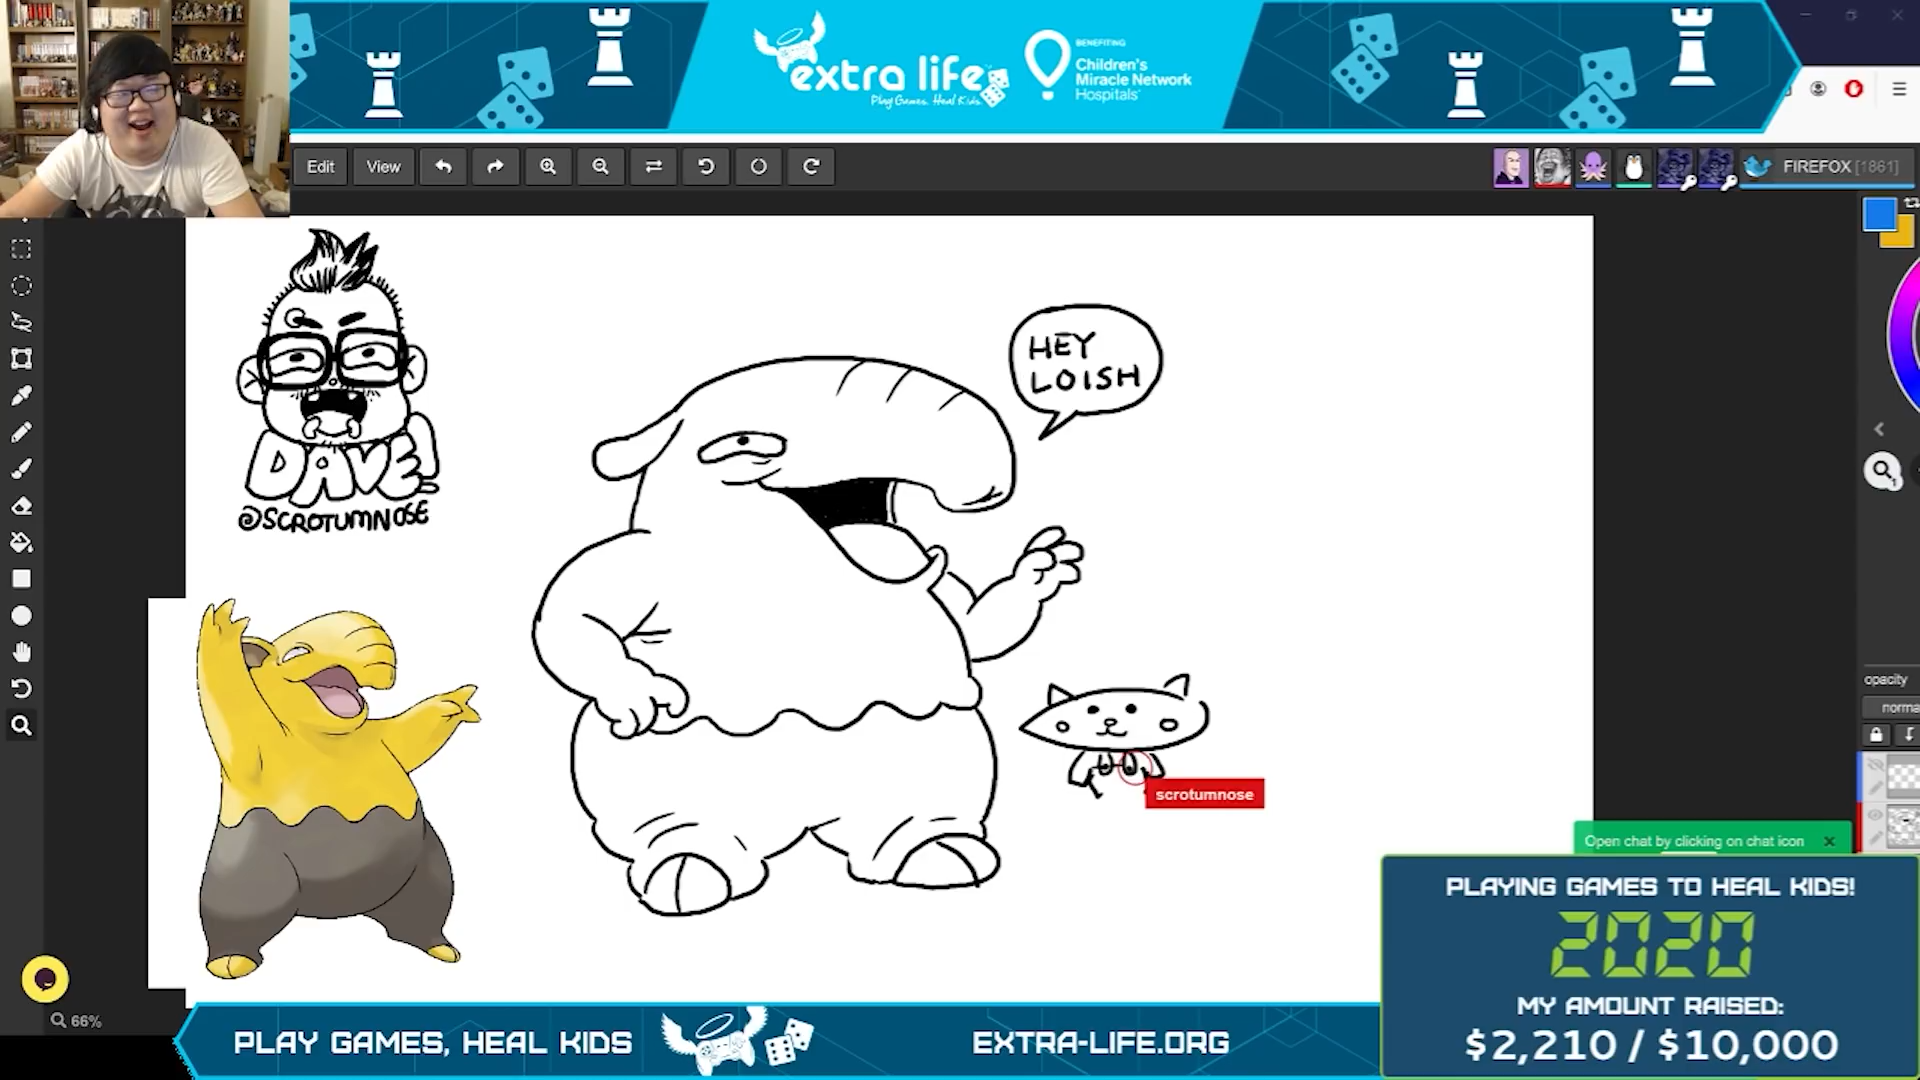 extra life
Play Games. Heal Kids.
BENEFITING
Children's
Miracle Network
Hospitals
Edit
View
FIREFOX [1861]
DAVE!
@SCROTUMNOSE
HEY
LOISH
scrotumnose
opacity
norma
Open chat by clicking on chat icon
PLAYING GAMES TO HEAL KIDS!
2020
MY AMOUNT RAISED:
$2,210 / $10,000
66%
PLAY GAMES, HEAL KIDS
EXTRA-LIFE.ORG